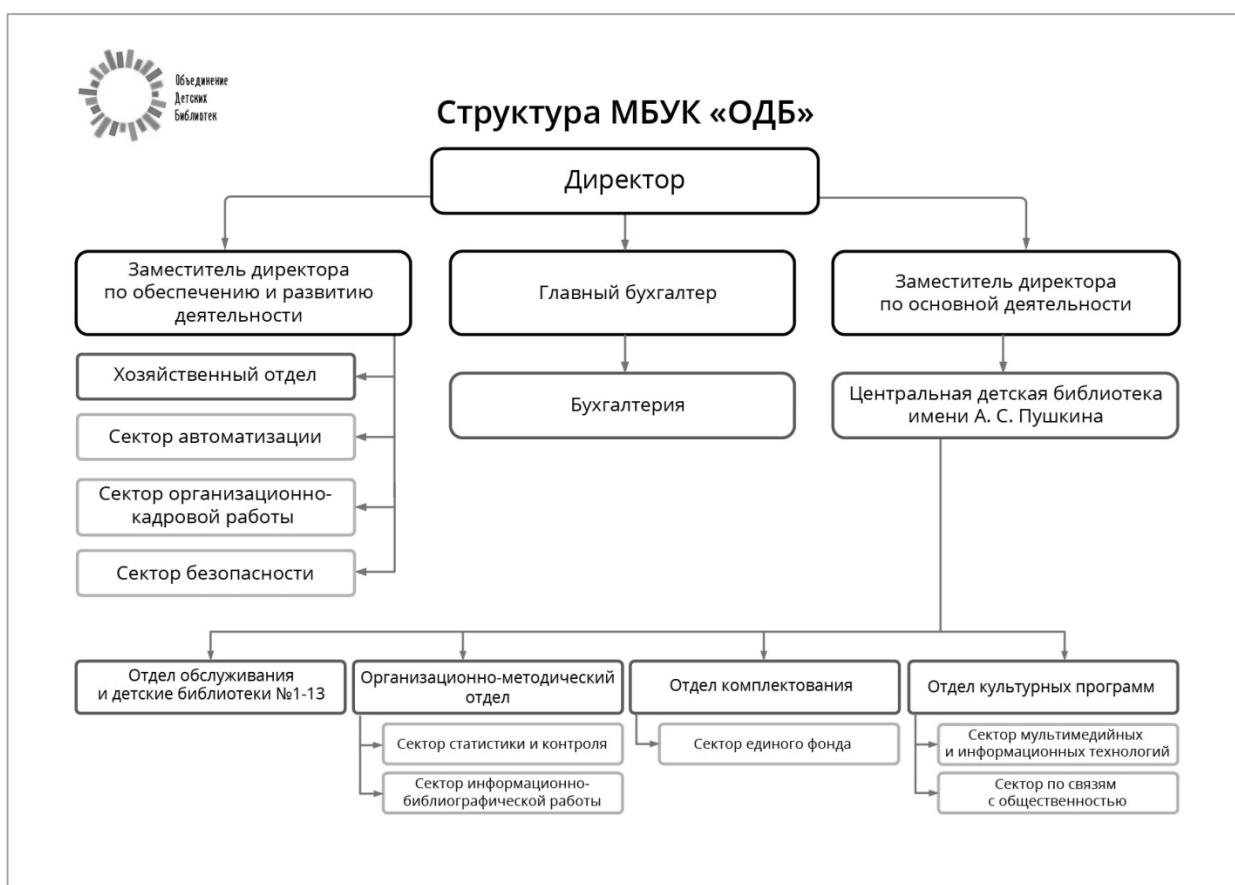 Объединение
Детских
Библиотек
Структура МБУК «ОДБ»
Директор
Заместитель директора
по обеспечению и развитию
деятельности
Главный бухгалтер
Заместитель директора
по основной деятельности
Хозяйственный отдел
Сектор автоматизации
Сектор организационно-
кадровой работы
Сектор безопасности
Бухгалтерия
Центральная детская библиотека
имени А. С. Пушкина
Отдел обслуживания
и детские библиотеки №1-13
Организационно-методический
отдел
Сектор статистики и контроля
Сектор информационно-
библиографической работы
Отдел комплектования
Сектор единого фонда
Отдел культурных программ
Сектор мультимедийных
и информационных технологий
Сектор по связям
с общественностью